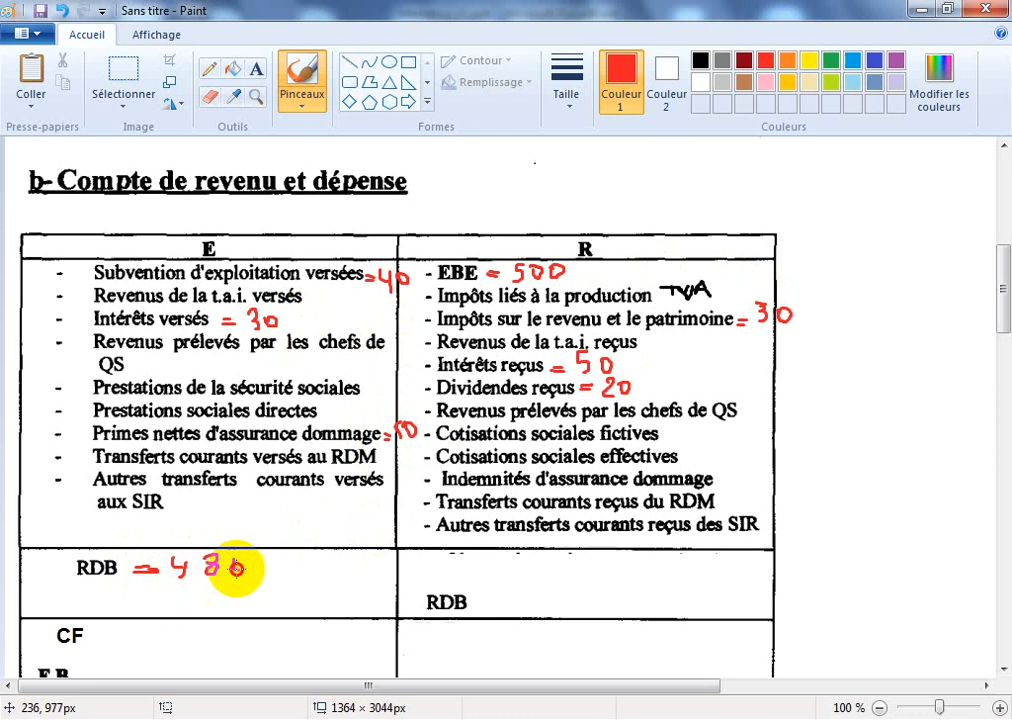 Sans titre - Paint
Accueil Affichage
Coller
Sélectionner
Pinceaux
Contour
Remplissage
Taille
Couleur 1
Couleur 2
Modifier les couleurs
Presse-papiers Image Outils Formes Couleurs
b- Compte de revenu et dépense
E R
- Subvention d'exploitation versées = 40
- Revenus de la t.a.i. versés
- Intérêts versés = 30
- Revenus prélevés par les chefs de
QS
- Prestations de la sécurité sociales
- Prestations sociales directes
- Primes nettes d'assurance dommage = 10
- Transferts courants versés au RDM
- Autres transferts courants versés
aux SIR
- EBE = 500
- Impôts liés à la production TVA
- Impôts sur le revenu et le patrimoine = 30
- Revenus de la t.a.i. reçus
- Intérêts reçus = 50
- Dividendes reçus = 20
- Revenus prélevés par les chefs de QS
- Cotisations sociales fictives
- Cotisations sociales effectives
- Indemnités d'assurance dommage
- Transferts courants reçus du RDM
- Autres transferts courants reçus des SIR
RDB =
RDB
CF
E B
236, 977px
1364 × 3044px
100 %